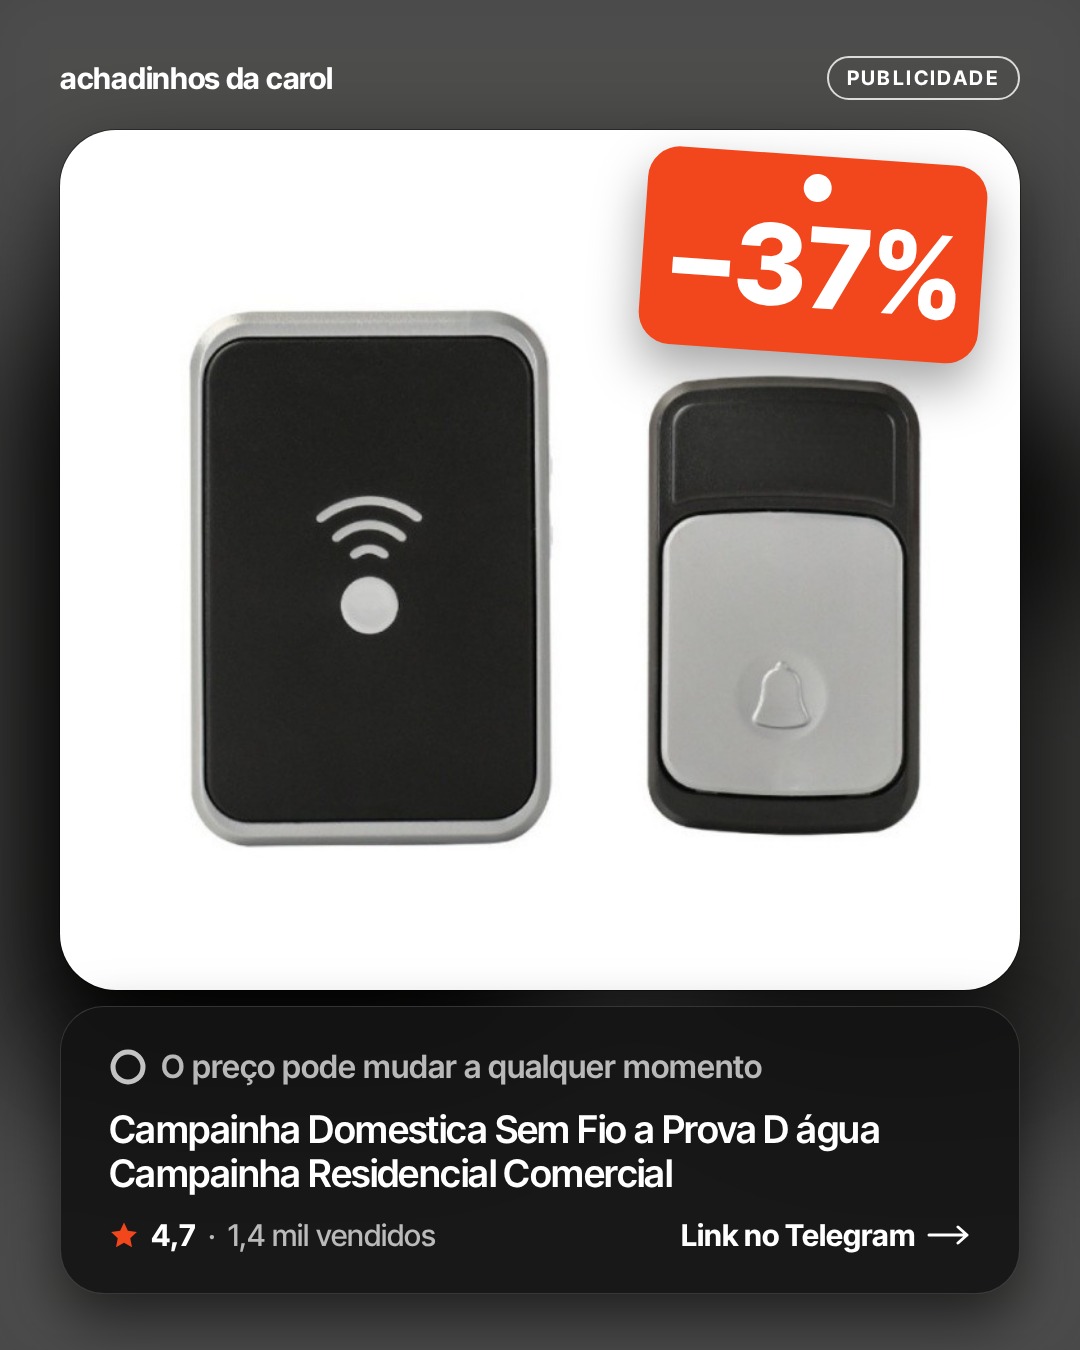 achadinhos da carol
PUBLICIDADE
–37%
O preço pode mudar a qualquer momento
Campainha Domestica Sem Fio a Prova D água
Campainha Residencial Comercial
4,7 · 1,4 mil vendidos
Link no Telegram →